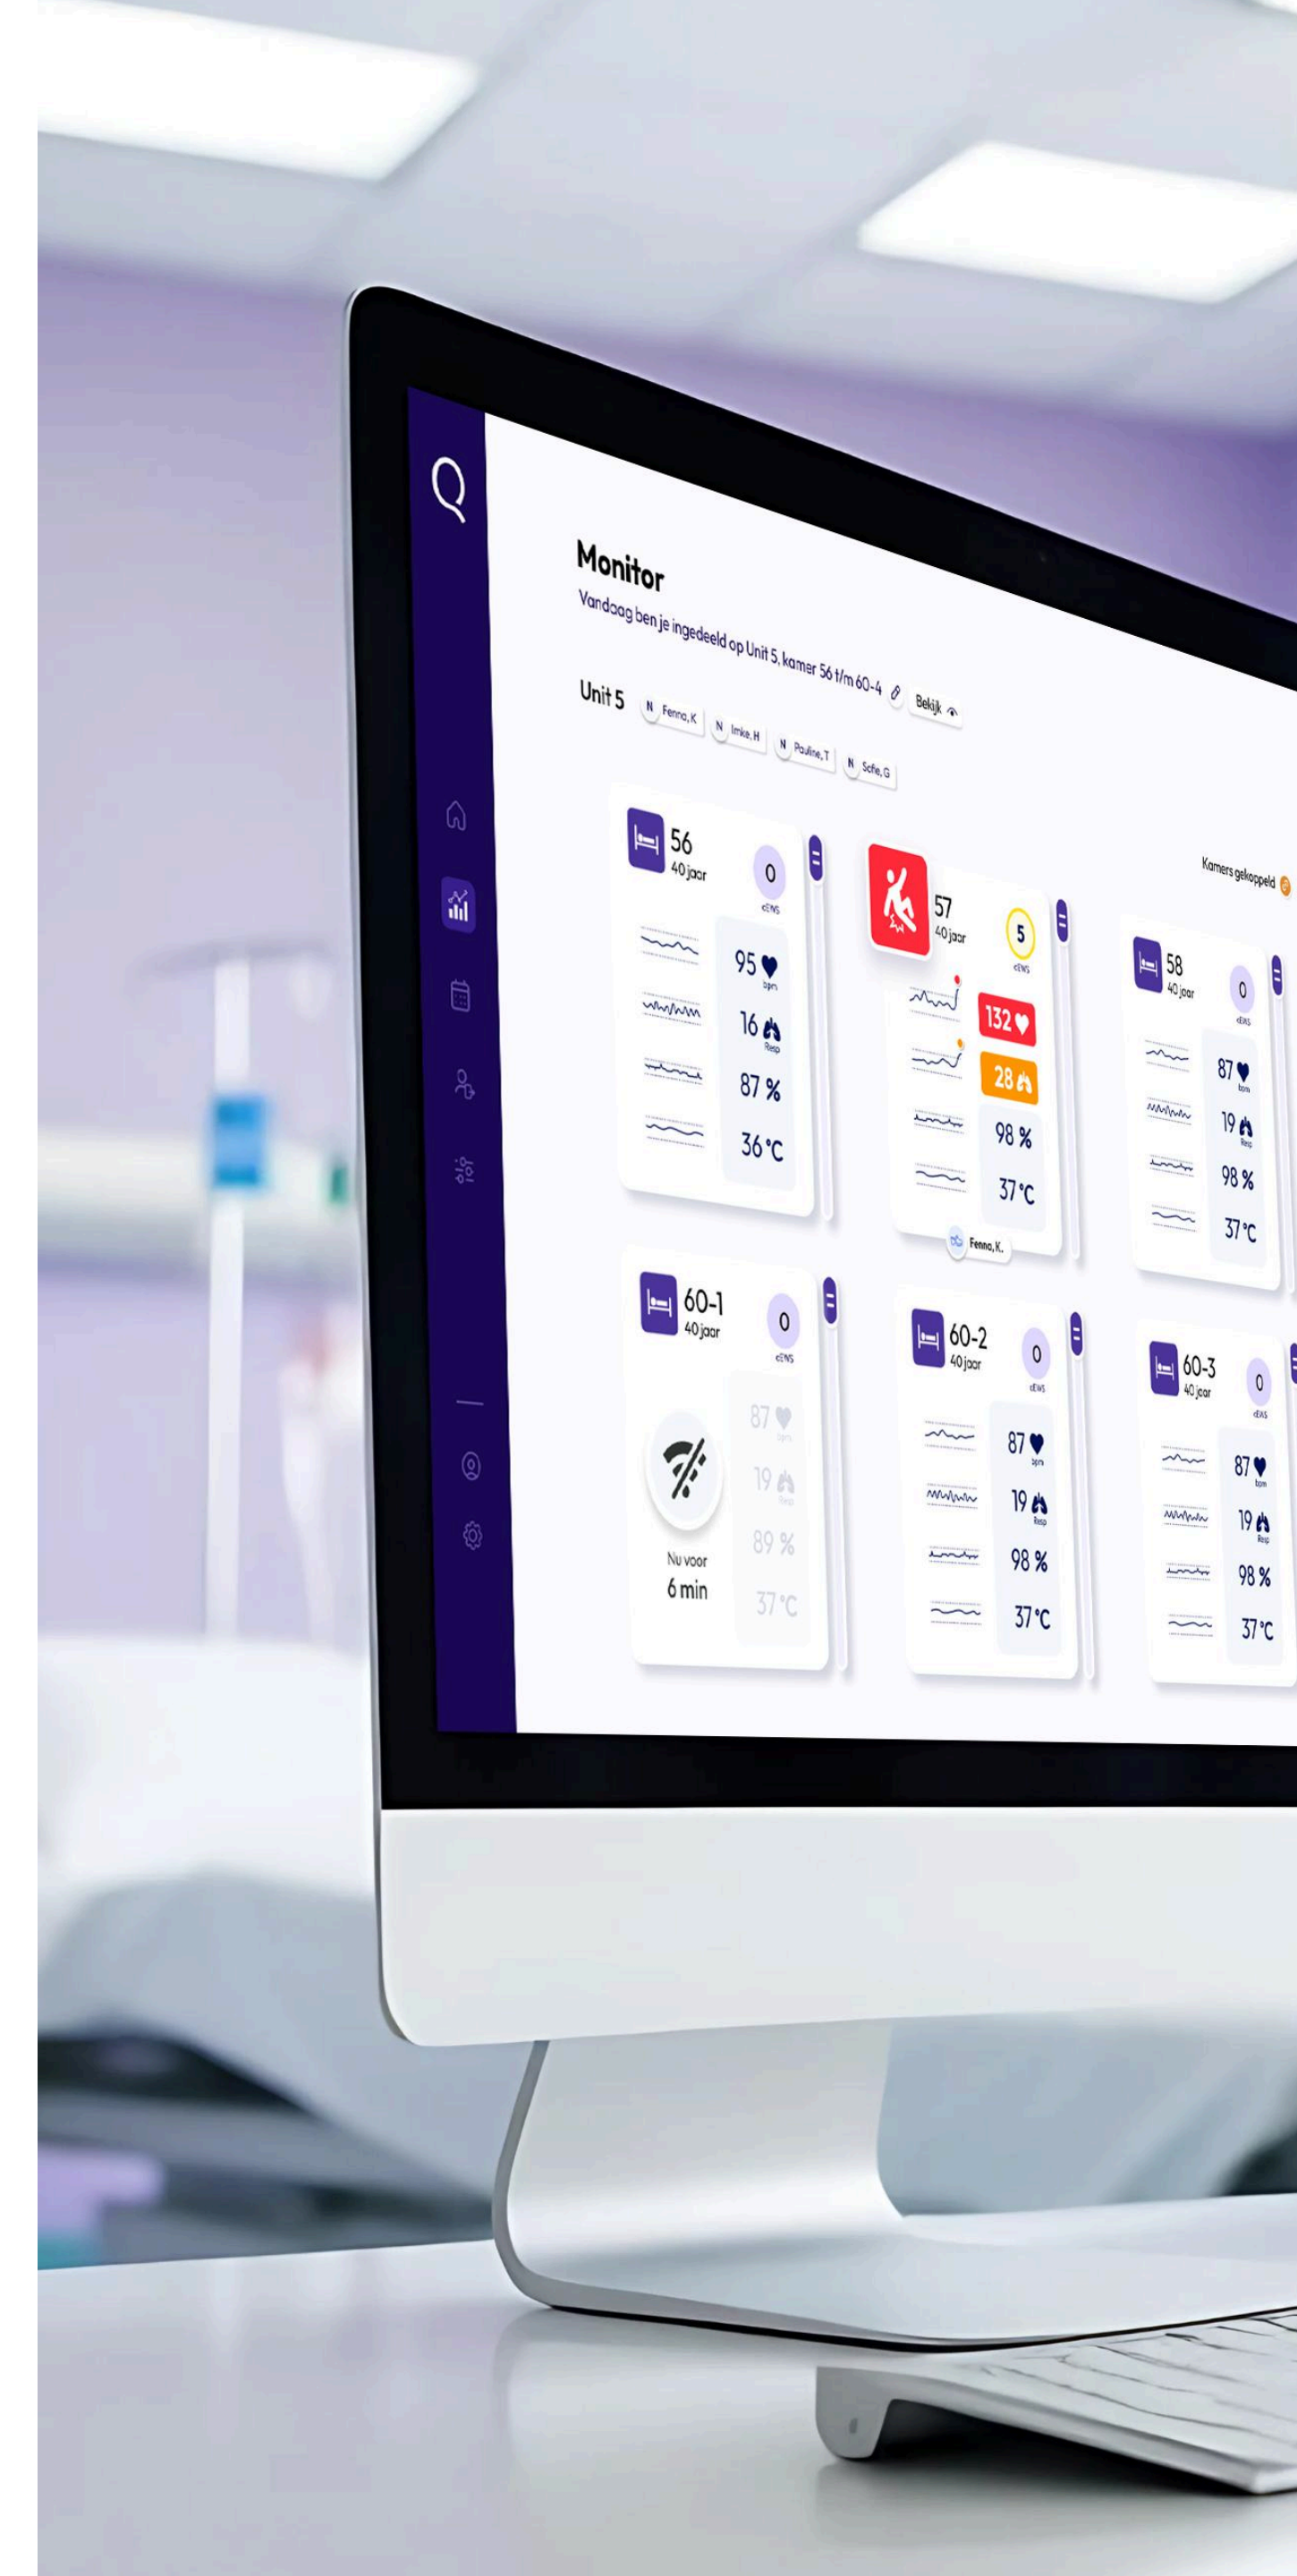 Q
Monitor
Vandaag ben je ingedeeld op Unit 5, kamer 56 t/m 60-4 Bekijk
Unit 5 N Fenna, K N Imke, H N Pauline, T N Sofie, G
Kamers gekoppeld
56
40 jaar
0
cEWS
95
bpm
16
Resp
87 %
36 °C
57
40 jaar
5
cEWS
132
28
98 %
37 °C
Fenna, K.
58
40 jaar
0
cEWS
87
bpm
19
Resp
98 %
37 °C
60-1
40 jaar
0
cEWS
Nu voor
6 min
87
bpm
19
Resp
89 %
37 °C
60-2
40 jaar
0
cEWS
87
bpm
19
Resp
98 %
37 °C
60-3
40 jaar
0
cEWS
87
bpm
19
Resp
98 %
37 °C